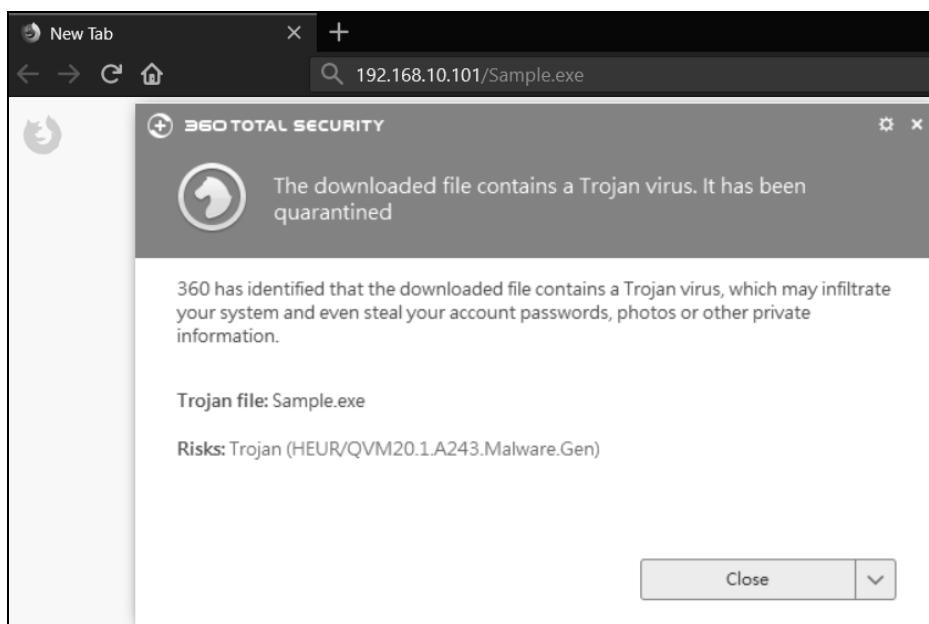 New Tab
192.168.10.101/Sample.exe
360 TOTAL SECURITY
The downloaded file contains a Trojan virus. It has been
quarantined
360 has identified that the downloaded file contains a Trojan virus, which may infiltrate
your system and even steal your account passwords, photos or other private
information.
Trojan file: Sample.exe
Risks: Trojan (HEUR/QVM20.1.A243.Malware.Gen)
Close